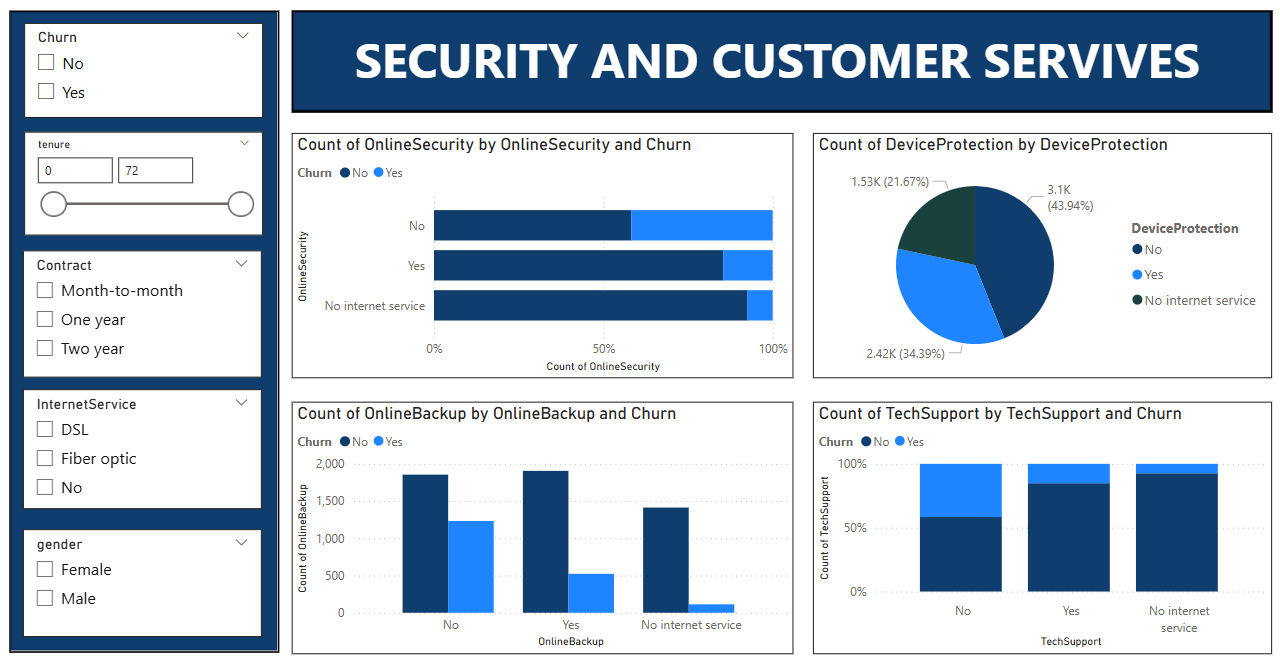 Churn
No
Yes
tenure
0 72
Contract
Month-to-month
One year
Two year
InternetService
DSL
Fiber optic
No
gender
Female
Male
SECURITY AND CUSTOMER SERVIVES
Count of OnlineSecurity by OnlineSecurity and Churn
Churn No Yes
OnlineSecurity
No
Yes
No internet service
0% 50% 100%
Count of OnlineSecurity
Count of DeviceProtection by DeviceProtection
1.53K (21.67%)
3.1K
(43.94%)
2.42K (34.39%)
DeviceProtection
No
Yes
No internet service
Count of OnlineBackup by OnlineBackup and Churn
Churn No Yes
Count of OnlineBackup
2,000
1,500
1,000
500
0
No Yes No internet service
OnlineBackup
Count of TechSupport by TechSupport and Churn
Churn No Yes
Count of TechSupport
100%
50%
0%
No Yes No internet
service
TechSupport